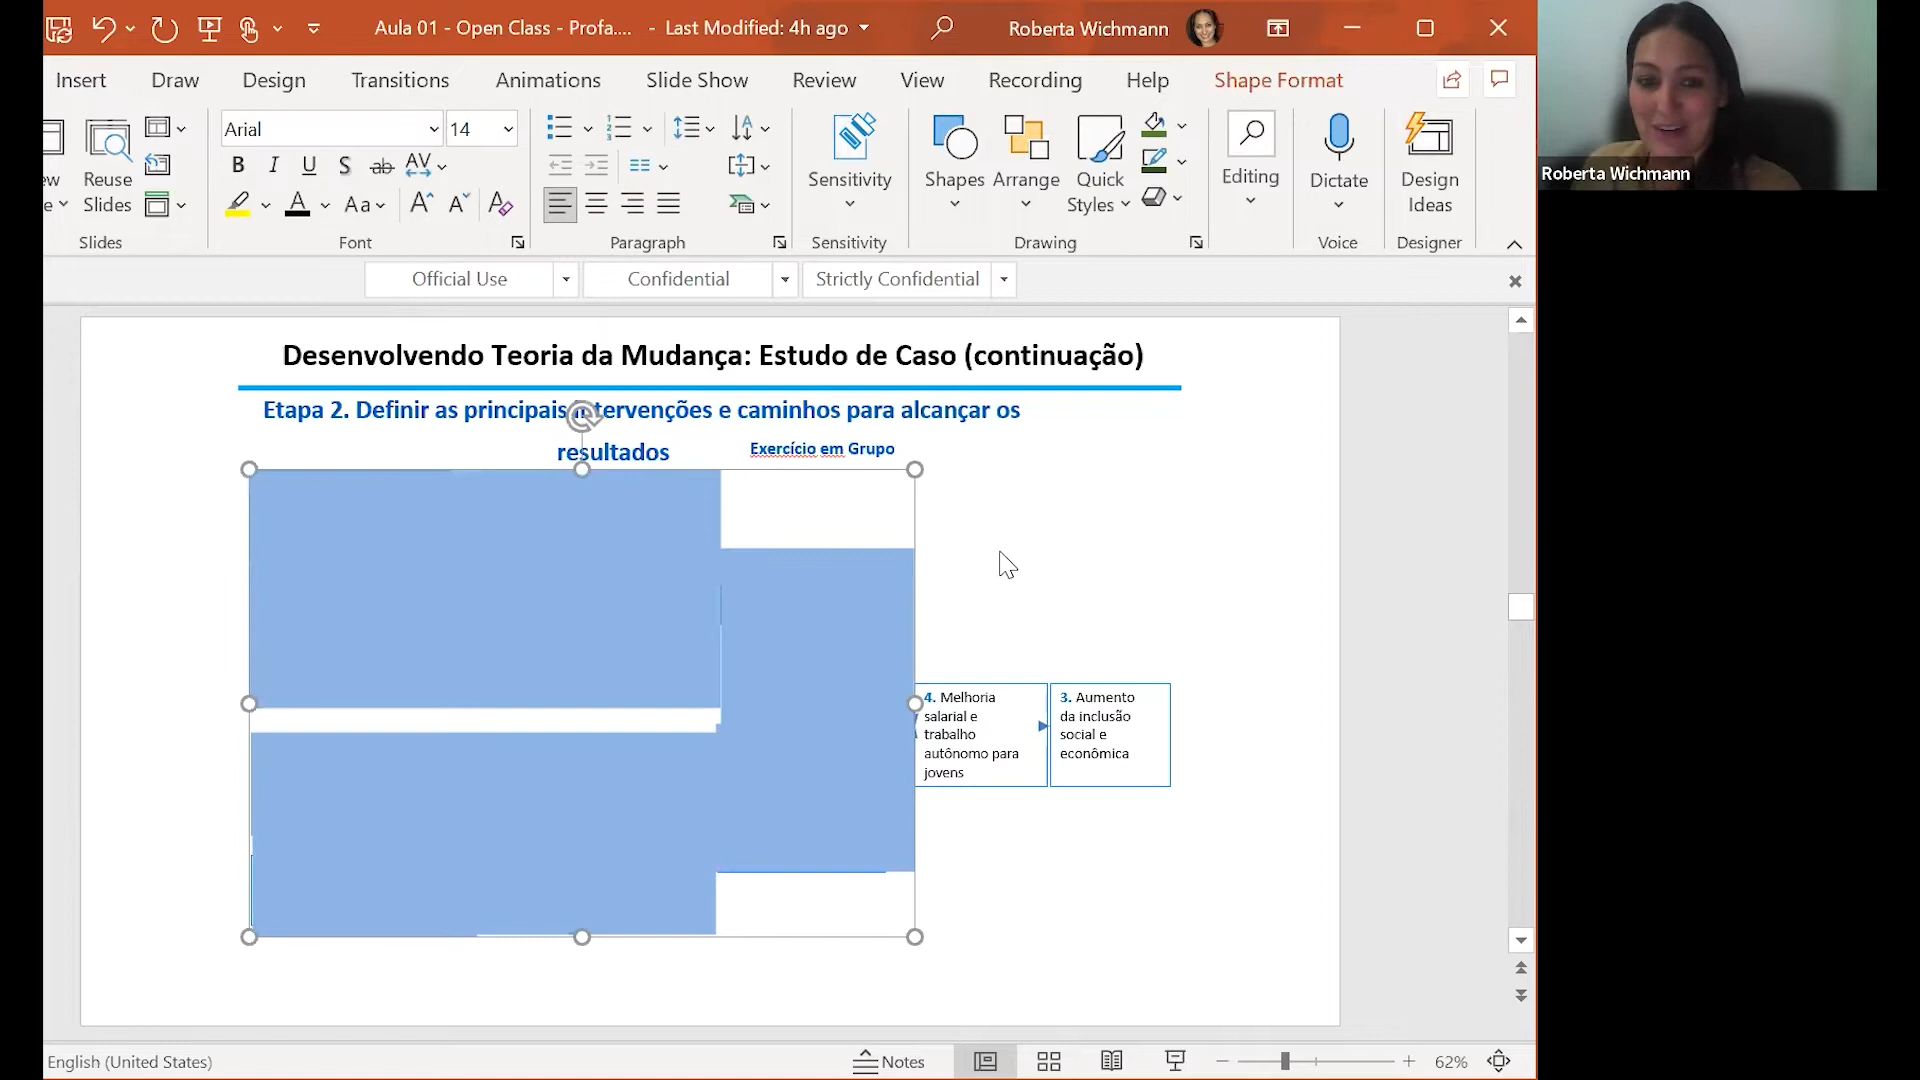 Aula 01 - Open Class - Profa.... - Last Modified: 4h ago
Roberta Wichmann
Insert Draw Design Transitions Animations Slide Show Review View Recording Help Shape Format
Arial 14
Reuse
Slides
B I U S ab AV
Aa A A A
Sensitivity
Shapes
Arrange
Quick
Styles
Editing
Dictate
Design
Ideas
Slides Font Paragraph Sensitivity Drawing Voice Designer
Official Use Confidential Strictly Confidential
Desenvolvendo Teoria da Mudança: Estudo de Caso (continuação)
Etapa 2. Definir as principais intervenções e caminhos para alcançar os
resultados
Exercício em Grupo
4. Melhoria
salarial e
trabalho
autônomo para
jovens
3. Aumento
da inclusão
social e
econômica
English (United States)
Notes
62%
Roberta Wichmann